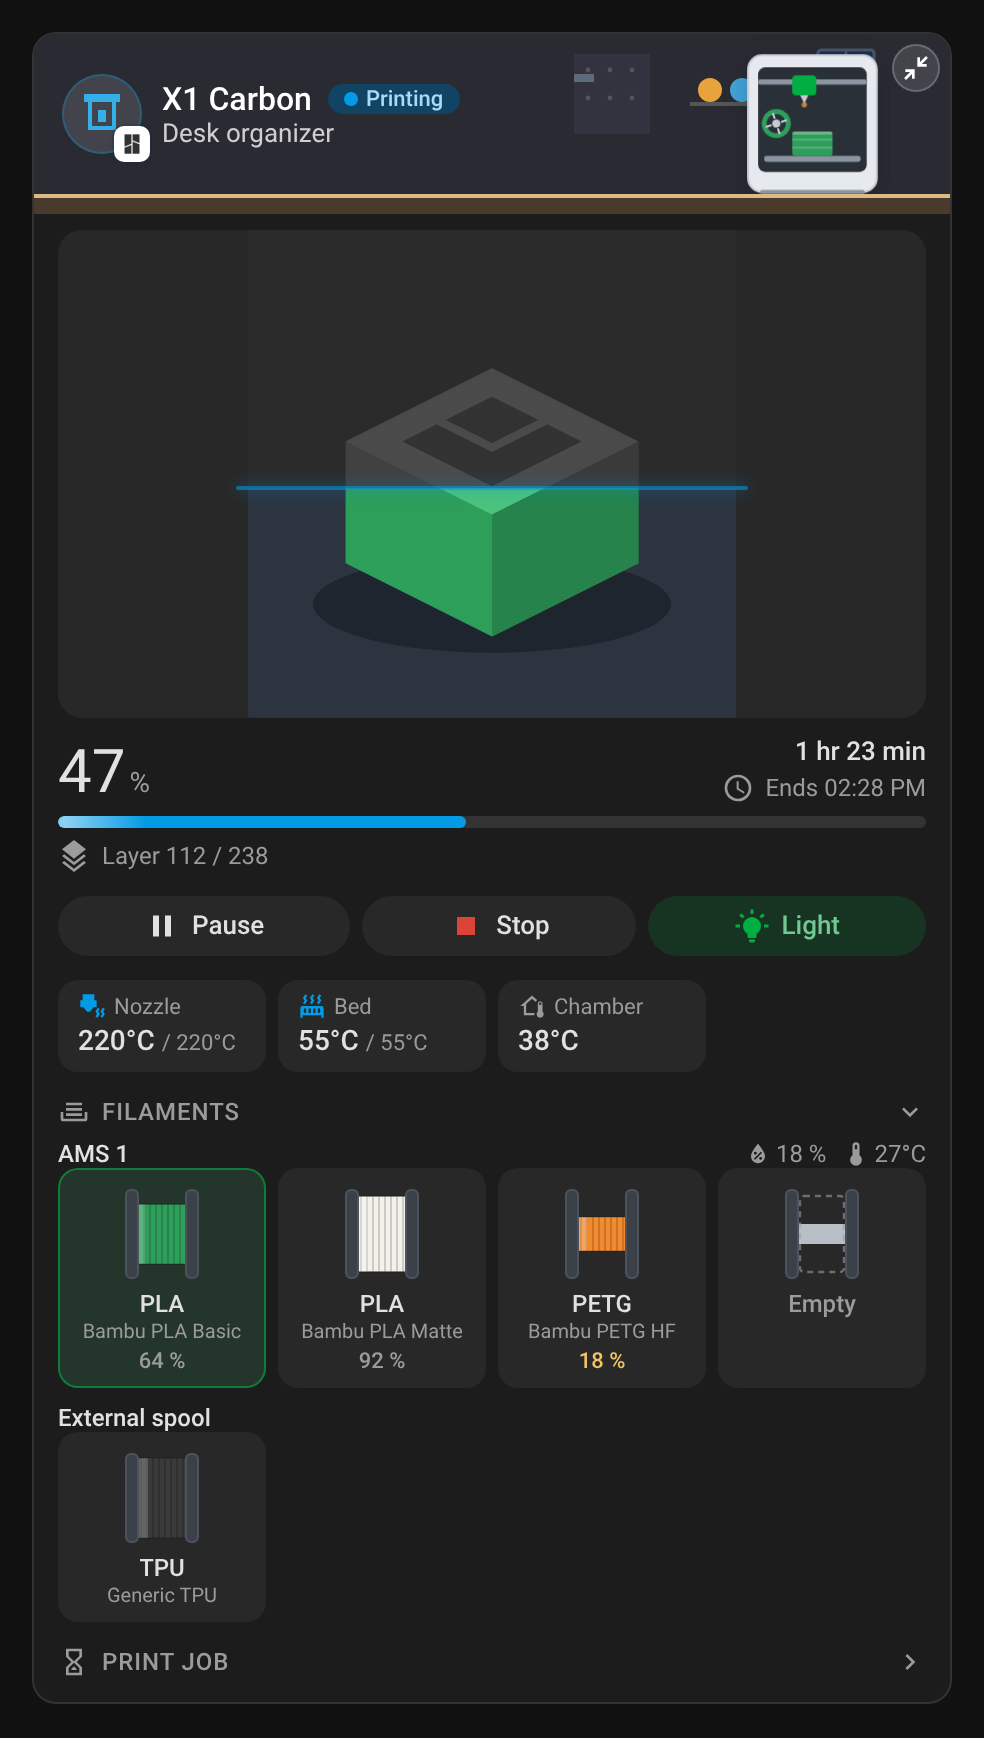 X1 Carbon
Printing
Desk organizer
47 %
1 hr 23 min
Ends 02:28 PM
Layer 112 / 238
Pause
Stop
Light
Nozzle
220°C / 220°C
Bed
55°C / 55°C
Chamber
38°C
FILAMENTS
AMS 1
18 %
27°C
PLA
Bambu PLA Basic
64 %
PLA
Bambu PLA Matte
92 %
PETG
Bambu PETG HF
18 %
Empty
External spool
TPU
Generic TPU
PRINT JOB